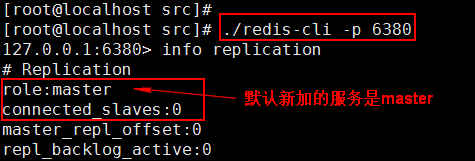 [root@localhost src]#
[root@localhost src]# ./redis-cli -p 6380
127.0.0.1:6380> info replication
# Replication
role:master
connected_slaves:0
默认新加的服务是master
master_repl_offset:0
repl_backlog_active:0